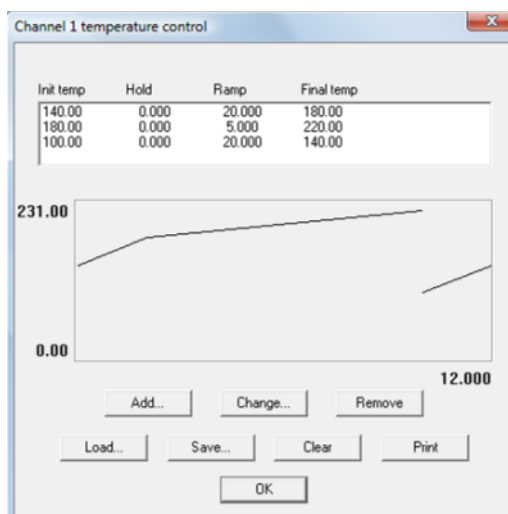 Channel 1 temperature control
Init temp Hold Ramp Final temp
140.00 0.000 20.000 180.00
180.00 0.000 5.000 220.00
100.00 0.000 20.000 140.00
231.00
0.00
12.000
Add... Change... Remove
Load... Save... Clear Print
OK